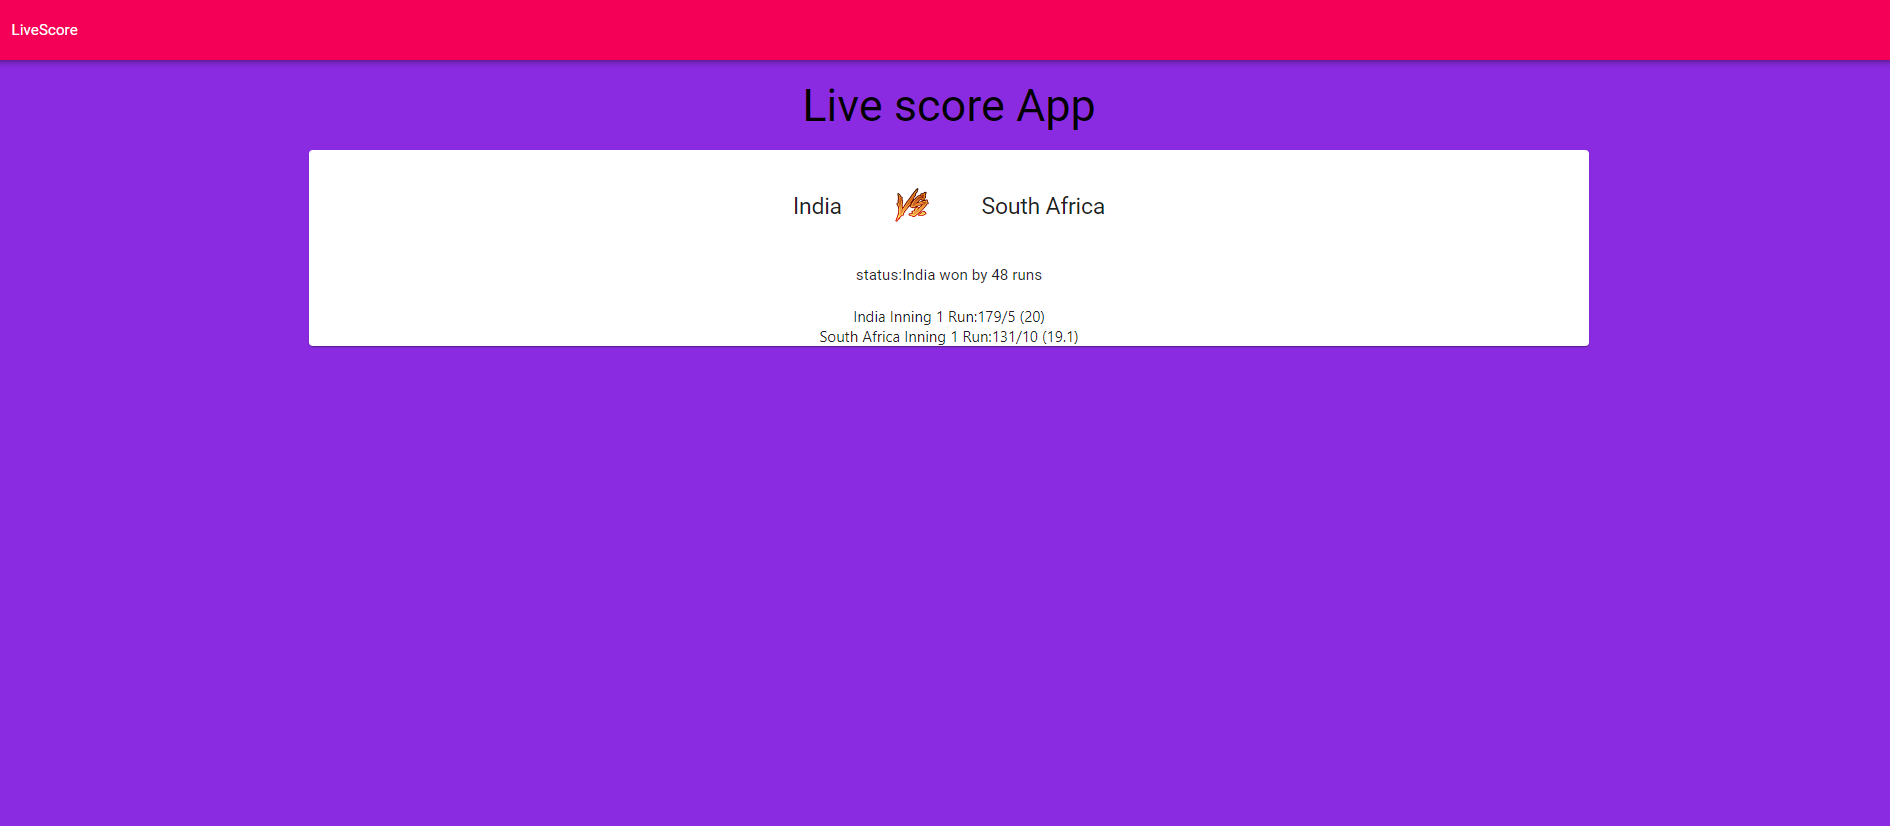 LiveScore
Live score App
India VS South Africa
status:India won by 48 runs
India Inning 1 Run:179/5 (20)
South Africa Inning 1 Run:131/10 (19.1)